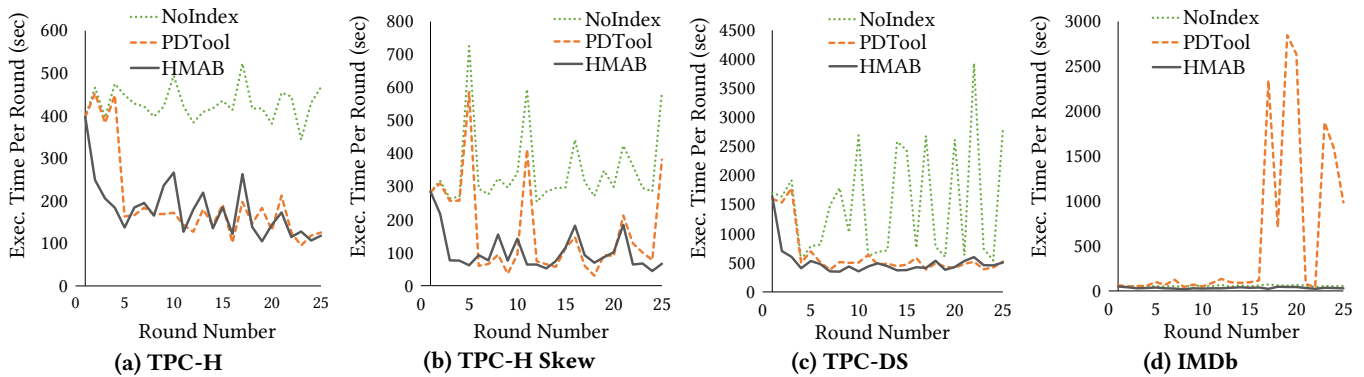 Exec. Time Per Round (sec)
600
500
400
300
200
100
0
0 5 10 15 20 25
Round Number
NoIndex
PDTool
HMAB
(a) TPC-H
Exec. Time Per Round (sec)
800
700
600
500
400
300
200
100
0
0 5 10 15 20 25
Round Number
NoIndex
PDTool
HMAB
(b) TPC-H Skew
Exec. Time Per Round (sec)
4500
4000
3500
3000
2500
2000
1500
1000
500
0
0 5 10 15 20 25
Round Number
NoIndex
PDTool
HMAB
(c) TPC-DS
Exec. Time Per Round (sec)
3000
2500
2000
1500
1000
500
0
0 5 10 15 20 25
Round Number
NoIndex
PDTool
HMAB
(d) IMDb